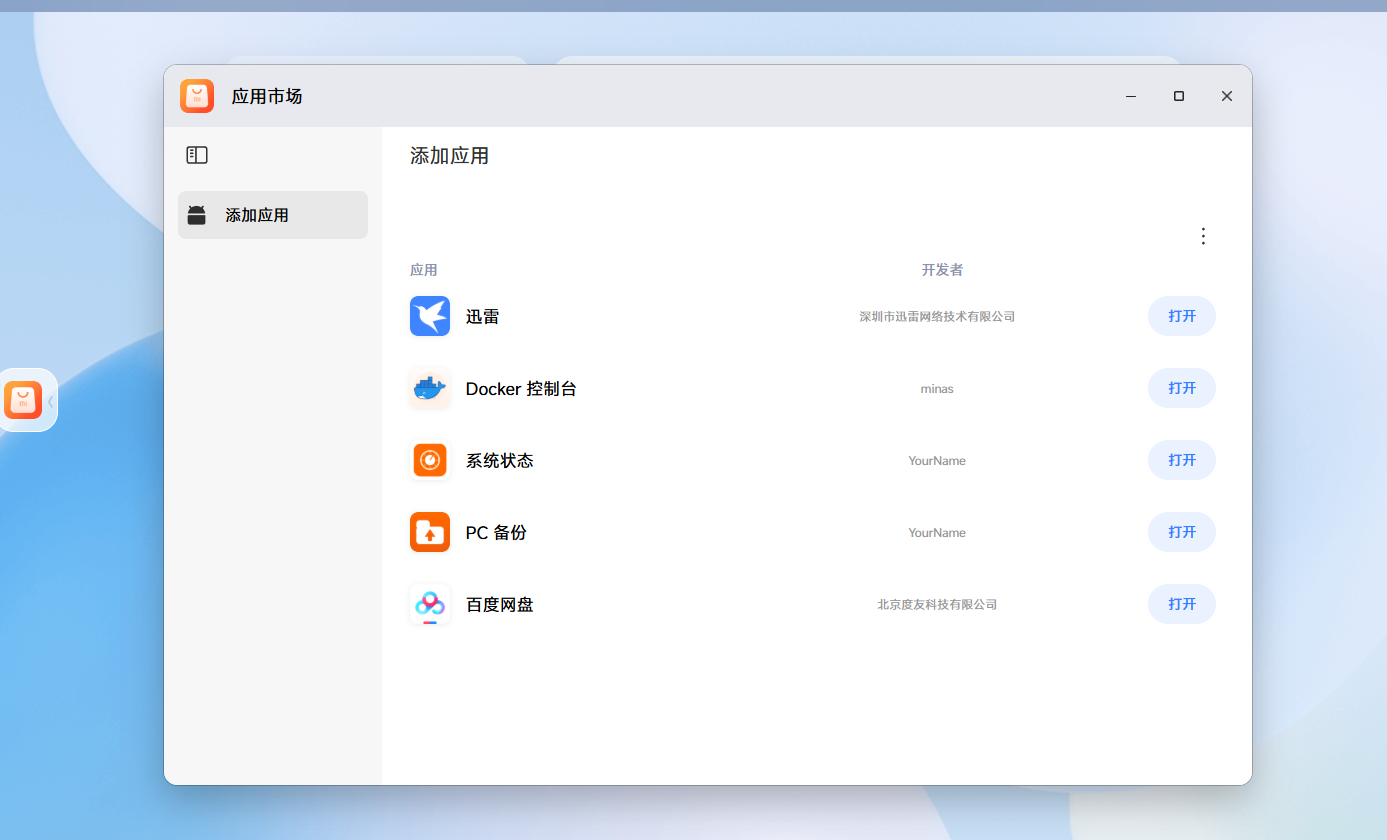 应用市场
添加应用
添加应用
应用 开发者
迅雷 深圳市迅雷网络技术有限公司 打开
Docker 控制台 minas 打开
系统状态 YourName 打开
PC 备份 YourName 打开
百度网盘 北京度友科技有限公司 打开